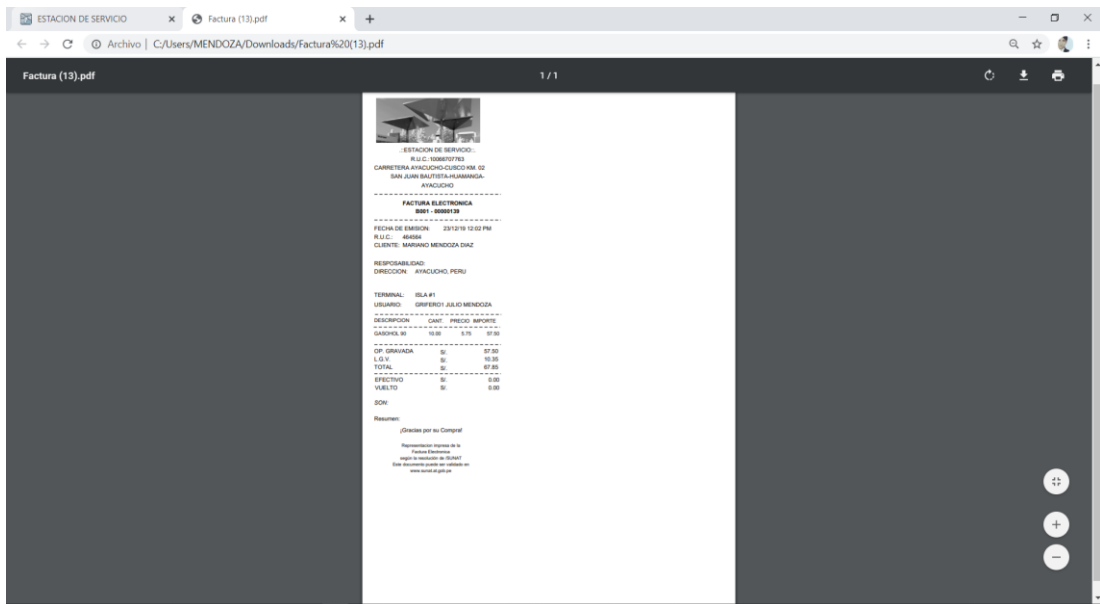 ESTACION DE SERVICIO
Factura (13).pdf
Archivo | C:/Users/MENDOZA/Downloads/Factura%20(13).pdf
Factura (13).pdf
1 / 1
.:ESTACION DE SERVICIO:.
R.U.C.:10066707763
CARRETERA AYACUCHO-CUSCO KM. 02
SAN JUAN BAUTISTA-HUAMANGA-
AYACUCHO
FACTURA ELECTRONICA
B001 - 00000139
FECHA DE EMISION: 23/12/19 12:02 PM
R.U.C.: 464564
CLIENTE: MARIANO MENDOZA DIAZ
RESPOSABILIDAD:
DIRECCION: AYACUCHO, PERU
TERMINAL: ISLA #1
USUARIO: GRIFERO1 JULIO MENDOZA
DESCRIPCION CANT. PRECIO IMPORTE
GASOHOL 90 10.00 5.75 57.50
OP. GRAVADA S/. 57.50
I.G.V. S/. 10.35
TOTAL S/. 67.85
EFECTIVO S/. 0.00
VUELTO S/. 0.00
SON:
Resumen:
¡Gracias por su Compra!
Representacion impresa de la
Factura Electronica
según la resolución de /SUNAT
Este documento puede ser validado en
www.sunat.at.gob.pe